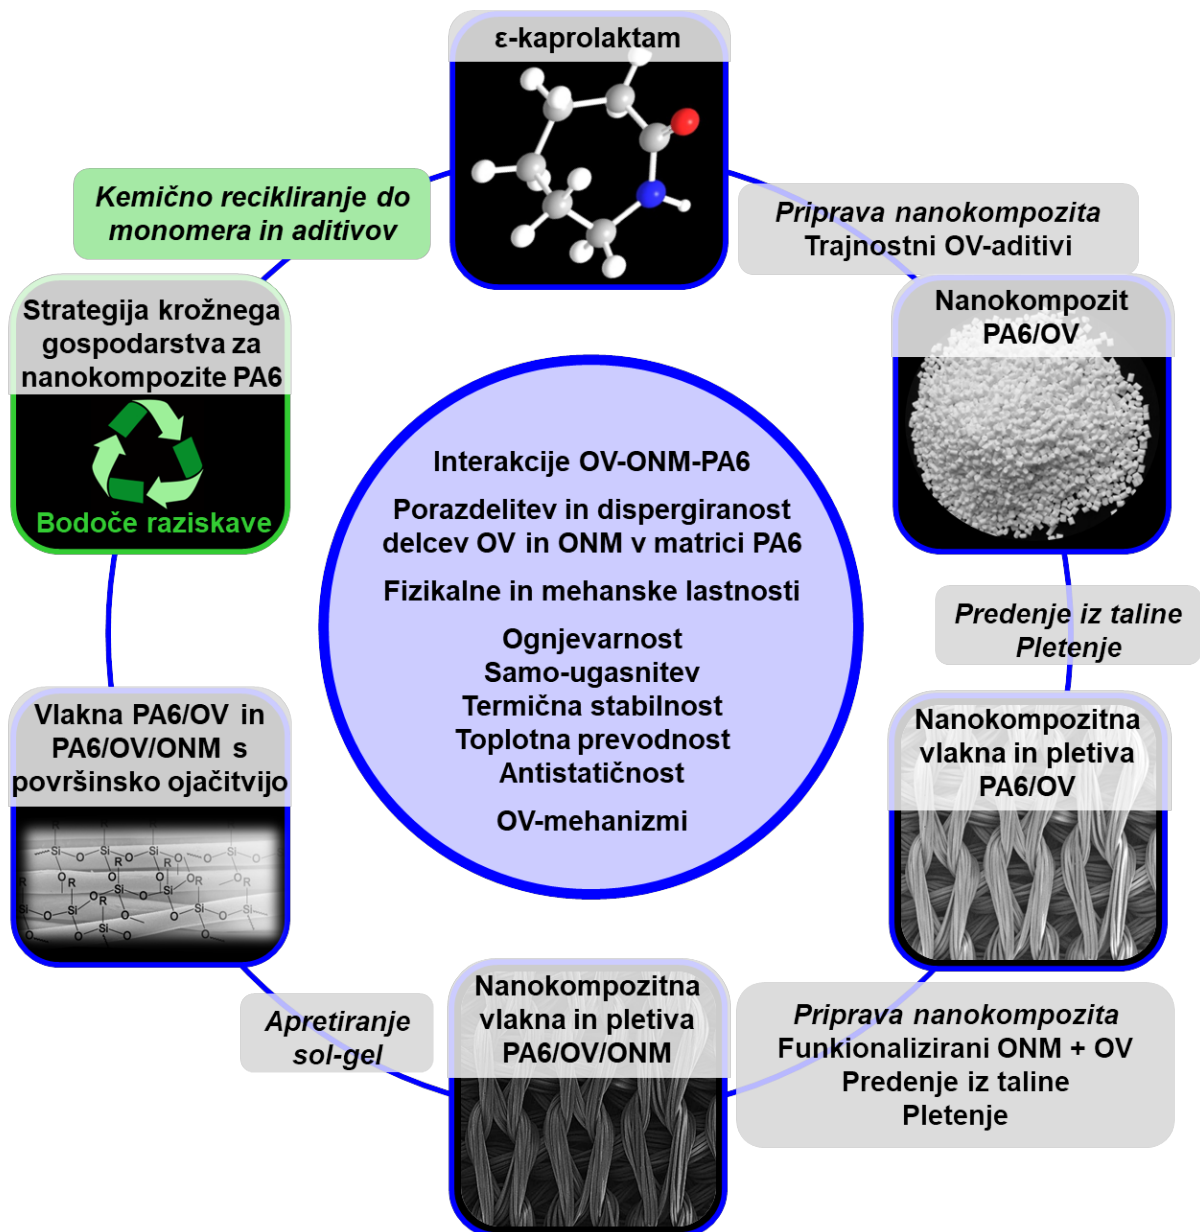 ε-kaprolaktam
Priprava nanokompozita
Trajnostni OV-aditivi
Nanokompozit
PA6/OV
Predenje iz taline
Pletenje
Nanokompozitna
vlakna in pletiva
PA6/OV
Priprava nanokompozita
Funkionalizirani ONM + OV
Predenje iz taline
Pletenje
Nanokompozitna
vlakna in pletiva
PA6/OV/ONM
Apretiranje
sol-gel
Vlakna PA6/OV in
PA6/OV/ONM s
površinsko ojačitvijo
Strategija krožnega
gospodarstva za
nanokompozite PA6
Bodoče raziskave
Kemično recikliranje do
monomera in aditivov
Interakcije OV-ONM-PA6
Porazdelitev in dispergiranost
delcev OV in ONM v matrici PA6
Fizikalne in mehanske lastnosti
Ognjevarnost
Samo-ugasnitev
Termična stabilnost
Toplotna prevodnost
Antistatičnost
OV-mehanizmi